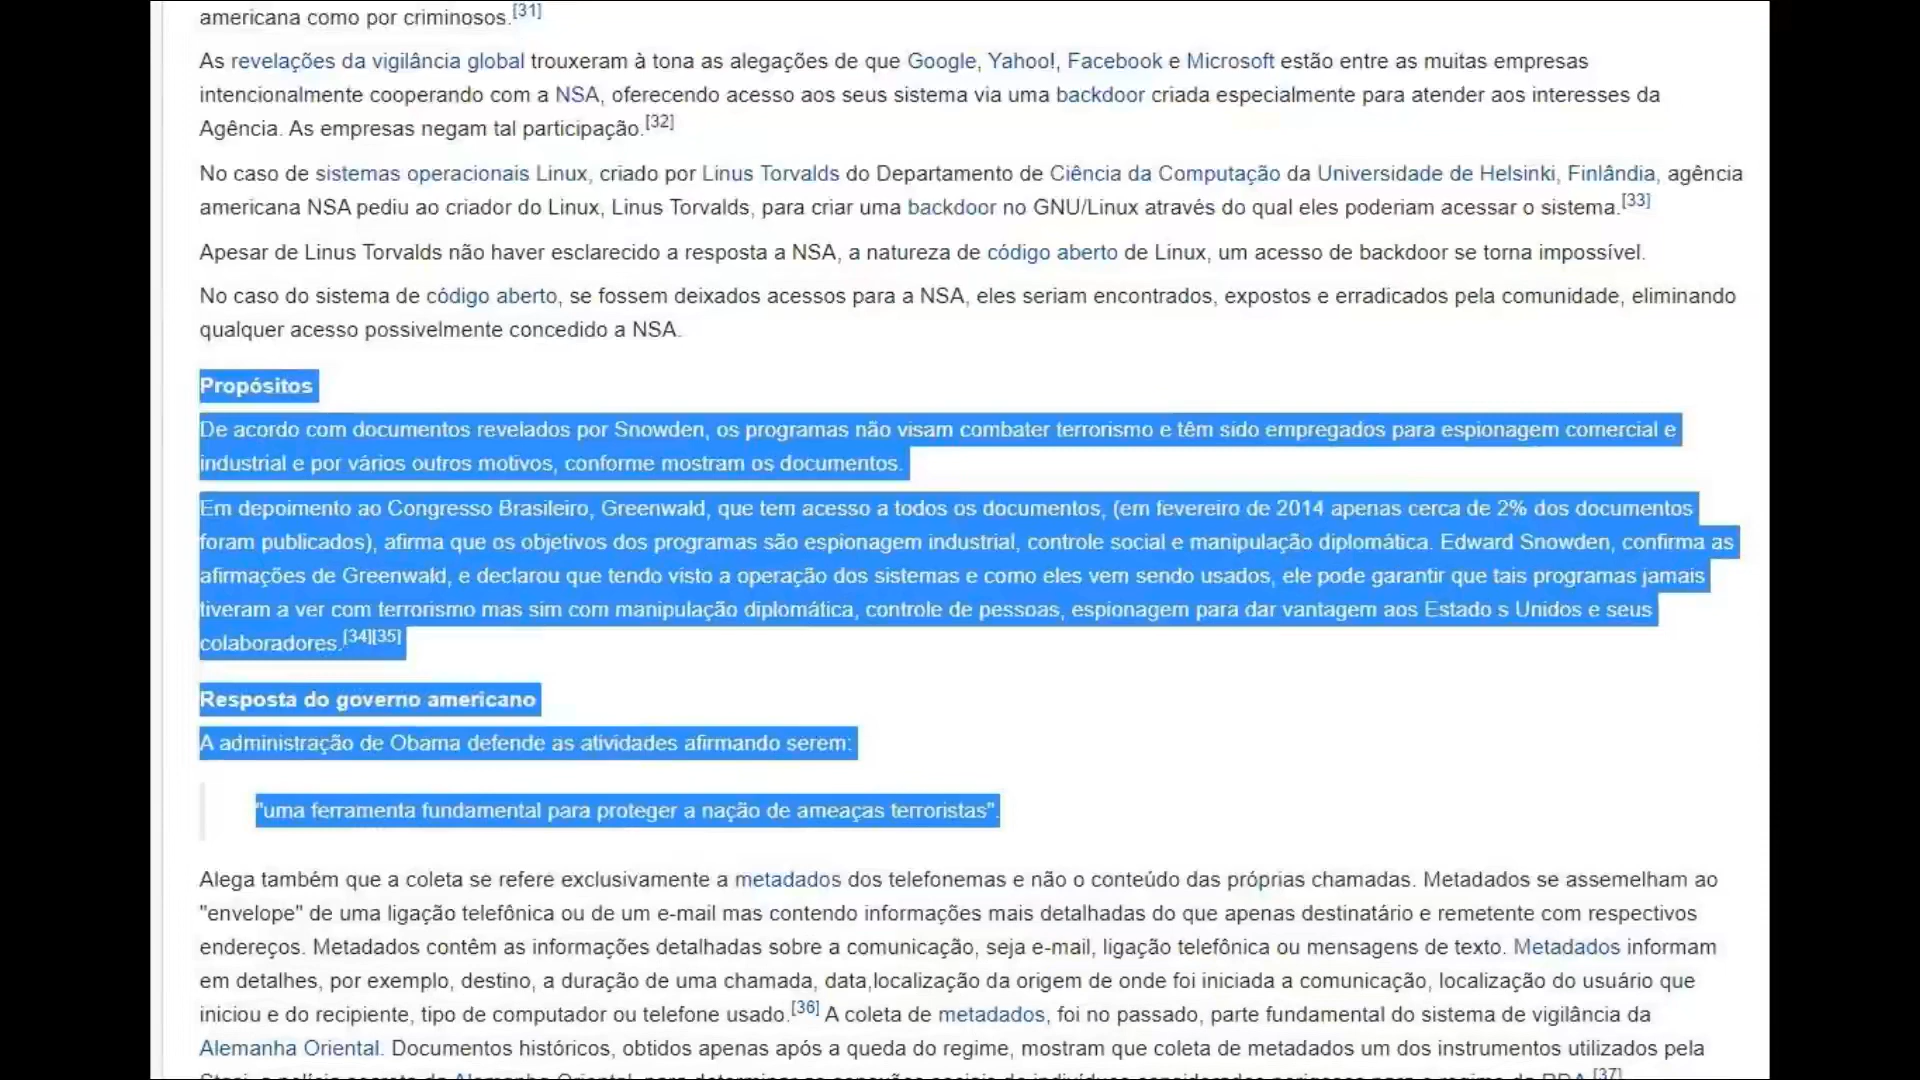 americana como por criminosos.[31]
As revelações da vigilância global trouxeram à tona as alegações de que Google, Yahoo!, Facebook e Microsoft estão entre as muitas empresas
intencionalmente cooperando com a NSA, oferecendo acesso aos seus sistema via uma backdoor criada especialmente para atender aos interesses da
Agência. As empresas negam tal participação.[32]
No caso de sistemas operacionais Linux, criado por Linus Torvalds do Departamento de Ciência da Computação da Universidade de Helsinki, Finlândia, agência
americana NSA pediu ao criador do Linux, Linus Torvalds, para criar uma backdoor no GNU/Linux através do qual eles poderiam acessar o sistema.[33]
Apesar de Linus Torvalds não haver esclarecido a resposta a NSA, a natureza de código aberto de Linux, um acesso de backdoor se torna impossível.
No caso do sistema de código aberto, se fossem deixados acessos para a NSA, eles seriam encontrados, expostos e erradicados pela comunidade, eliminando
qualquer acesso possivelmente concedido a NSA.
Propósitos
De acordo com documentos revelados por Snowden, os programas não visam combater terrorismo e têm sido empregados para espionagem comercial e
industrial e por vários outros motivos, conforme mostram os documentos.
Em depoimento ao Congresso Brasileiro, Greenwald, que tem acesso a todos os documentos, (em fevereiro de 2014 apenas cerca de 2% dos documentos
foram publicados), afirma que os objetivos dos programas são espionagem industrial, controle social e manipulação diplomática. Edward Snowden, confirma as
afirmações de Greenwald, e declarou que tendo visto a operação dos sistemas e como eles vem sendo usados, ele pode garantir que tais programas jamais
tiveram a ver com terrorismo mas sim com manipulação diplomática, controle de pessoas, espionagem para dar vantagem aos Estado s Unidos e seus
colaboradores.[34][35]
Resposta do governo americano
A administração de Obama defende as atividades afirmando serem:
"uma ferramenta fundamental para proteger a nação de ameaças terroristas".
Alega também que a coleta se refere exclusivamente a metadados dos telefonemas e não o conteúdo das próprias chamadas. Metadados se assemelham ao
"envelope" de uma ligação telefônica ou de um e-mail mas contendo informações mais detalhadas do que apenas destinatário e remetente com respectivos
endereços. Metadados contêm as informações detalhadas sobre a comunicação, seja e-mail, ligação telefônica ou mensagens de texto. Metadados informam
em detalhes, por exemplo, destino, a duração de uma chamada, data,localização da origem de onde foi iniciada a comunicação, localização do usuário que
iniciou e do recipiente, tipo de computador ou telefone usado.[36] A coleta de metadados, foi no passado, parte fundamental do sistema de vigilância da
Alemanha Oriental. Documentos históricos, obtidos apenas após a queda do regime, mostram que coleta de metadados um dos instrumentos utilizados pela
[37]